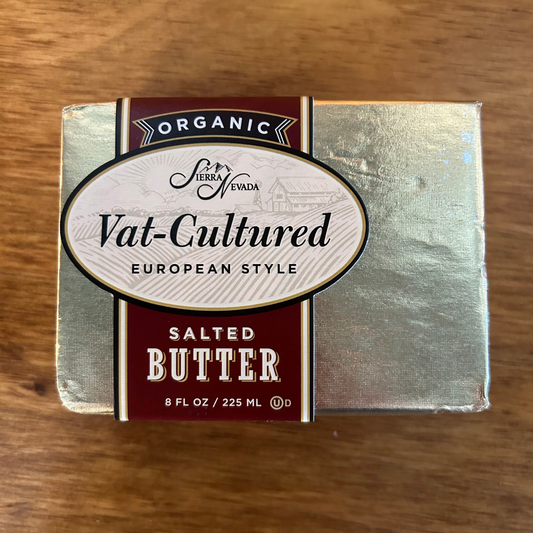 ORGANIC
SIERRA
NEVADA
Vat-Cultured
EUROPEAN STYLE
SALTED
BUTTER
8 FL OZ / 225 ML U D